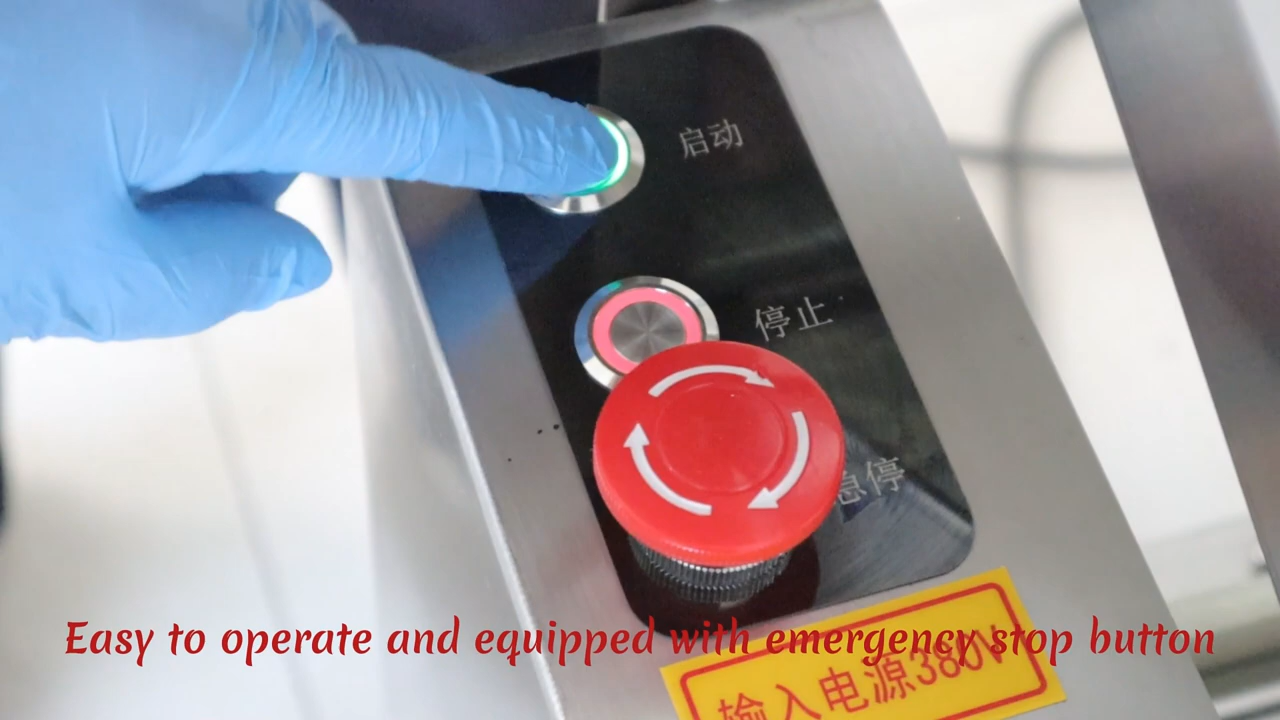 启动
停止
急停
Easy to operate and equipped with emergency stop button
输入电源380V